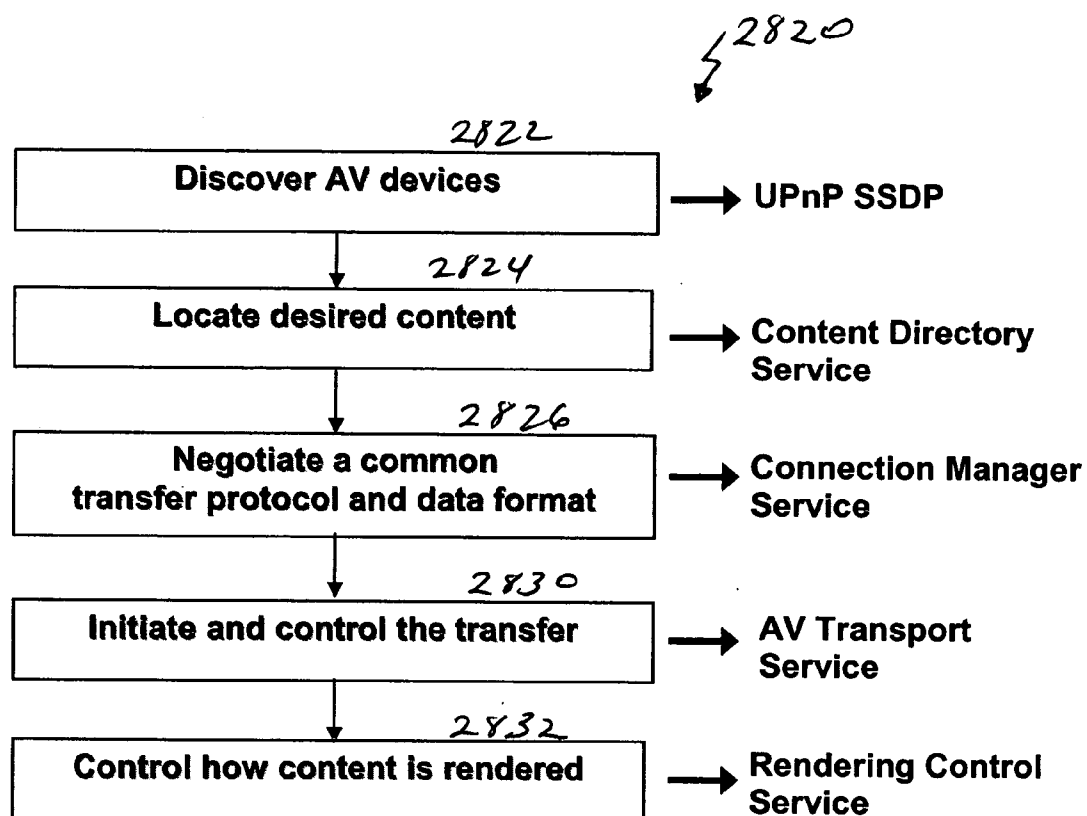 2820
2822
Discover AV devices
UPnP SSDP
2824
Locate desired content
Content Directory
Service
2826
Negotiate a common
transfer protocol and data format
Connection Manager
Service
2830
Initiate and control the transfer
AV Transport
Service
2832
Control how content is rendered
Rendering Control
Service